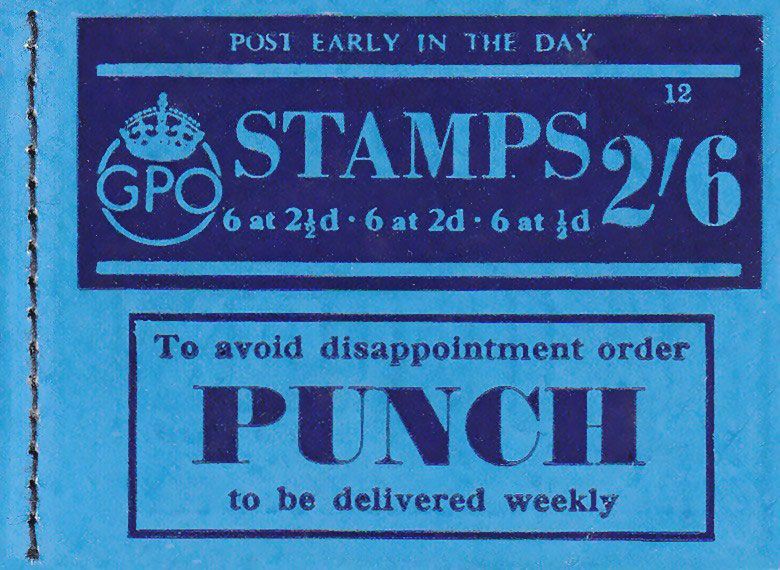 POST EARLY IN THE DAY
12
STAMPS 2/6
GPO
6 at 2½d · 6 at 2d · 6 at ½d
To avoid disappointment order
PUNCH
to be delivered weekly